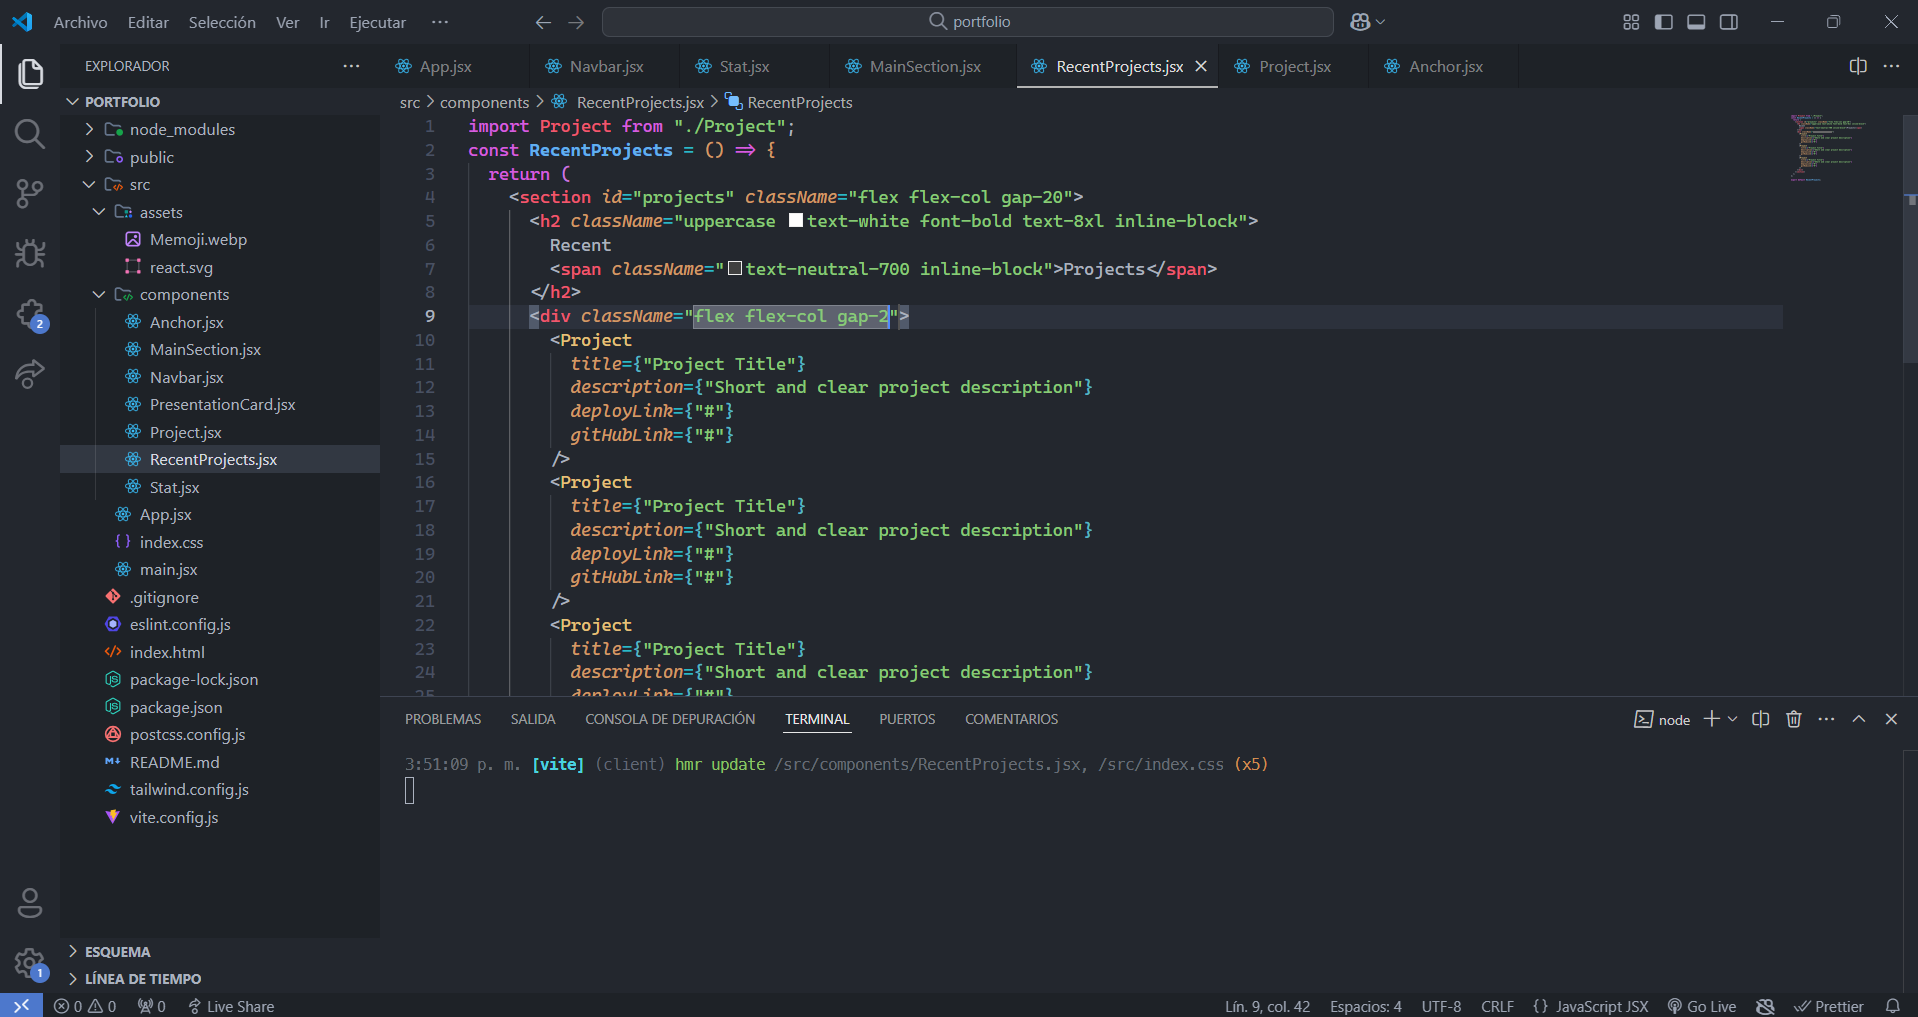 Archivo Editar Selección Ver Ir Ejecutar ··· portfolio
EXPLORADOR ···
App.jsx Navbar.jsx Stat.jsx MainSection.jsx RecentProjects.jsx Project.jsx Anchor.jsx
PORTFOLIO
node_modules
public
src
assets
Memoji.webp
react.svg
components
Anchor.jsx
MainSection.jsx
Navbar.jsx
PresentationCard.jsx
Project.jsx
RecentProjects.jsx
Stat.jsx
App.jsx
index.css
main.jsx
.gitignore
eslint.config.js
index.html
package-lock.json
package.json
postcss.config.js
README.md
tailwind.config.js
vite.config.js
ESQUEMA
LÍNEA DE TIEMPO
2
1
src > components > RecentProjects.jsx > RecentProjects
1 import Project from "./Project";
2 const RecentProjects = () => {
3 return (
4 <section id="projects" className="flex flex-col gap-20">
5 <h2 className="uppercase text-white font-bold text-8xl inline-block">
6 Recent
7 <span className="text-neutral-700 inline-block">Projects</span>
8 </h2>
9 <div className="flex flex-col gap-2">
10 <Project
11 title={"Project Title"}
12 description={"Short and clear project description"}
13 deployLink={"#"}
14 gitHubLink={"#"}
15 />
16 <Project
17 title={"Project Title"}
18 description={"Short and clear project description"}
19 deployLink={"#"}
20 gitHubLink={"#"}
21 />
22 <Project
23 title={"Project Title"}
24 description={"Short and clear project description"}
25 deployLink={"#"}
PROBLEMAS SALIDA CONSOLA DE DEPURACIÓN TERMINAL PUERTOS COMENTARIOS node
3:51:09 p. m. [vite] (client) hmr update /src/components/RecentProjects.jsx, /src/index.css (x5)
0 0 0 Live Share Lín. 9, col. 42 Espacios: 4 UTF-8 CRLF {} JavaScript JSX Go Live Prettier